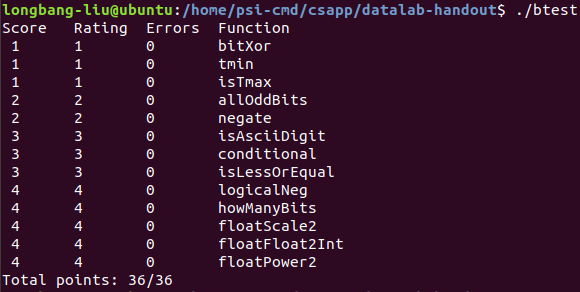 longbang-liu@ubuntu:/home/psi-cmd/csapp/datalab-handout$ ./btest
Score Rating Errors Function
1 1 0 bitXor
1 1 0 tmin
1 1 0 isTmax
2 2 0 allOddBits
2 2 0 negate
3 3 0 isAsciiDigit
3 3 0 conditional
3 3 0 isLessOrEqual
4 4 0 logicalNeg
4 4 0 howManyBits
4 4 0 floatScale2
4 4 0 floatFloat2Int
4 4 0 floatPower2
Total points: 36/36